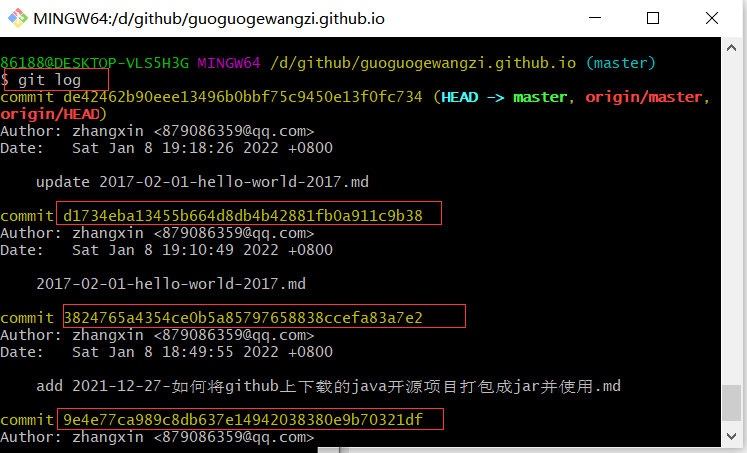 MINGW64:/d/github/guoguogewangzi.github.io
86188@DESKTOP-VLS5H3G MINGW64 /d/github/guoguogewangzi.github.io (master)
$ git log
commit de42462b90eee13496b0bbf75c9450e13f0fc734 (HEAD -> master, origin/master,
origin/HEAD)
Author: zhangxin <879086359@qq.com>
Date:   Sat Jan 8 19:18:26 2022 +0800
update 2017-02-01-hello-world-2017.md
commit d1734eba13455b664d8db4b42881fb0a911c9b38
Author: zhangxin <879086359@qq.com>
Date:   Sat Jan 8 19:10:49 2022 +0800
2017-02-01-hello-world-2017.md
commit 3824765a4354ce0b5a85797658838ccefa83a7e2
Author: zhangxin <879086359@qq.com>
Date:   Sat Jan 8 18:49:55 2022 +0800
add 2021-12-27-如何将github上下载的java开源项目打包成jar并使用.md
commit 9e4e77ca989c8db637e14942038380e9b70321df
Author: zhangxin <879086359@qq.com>